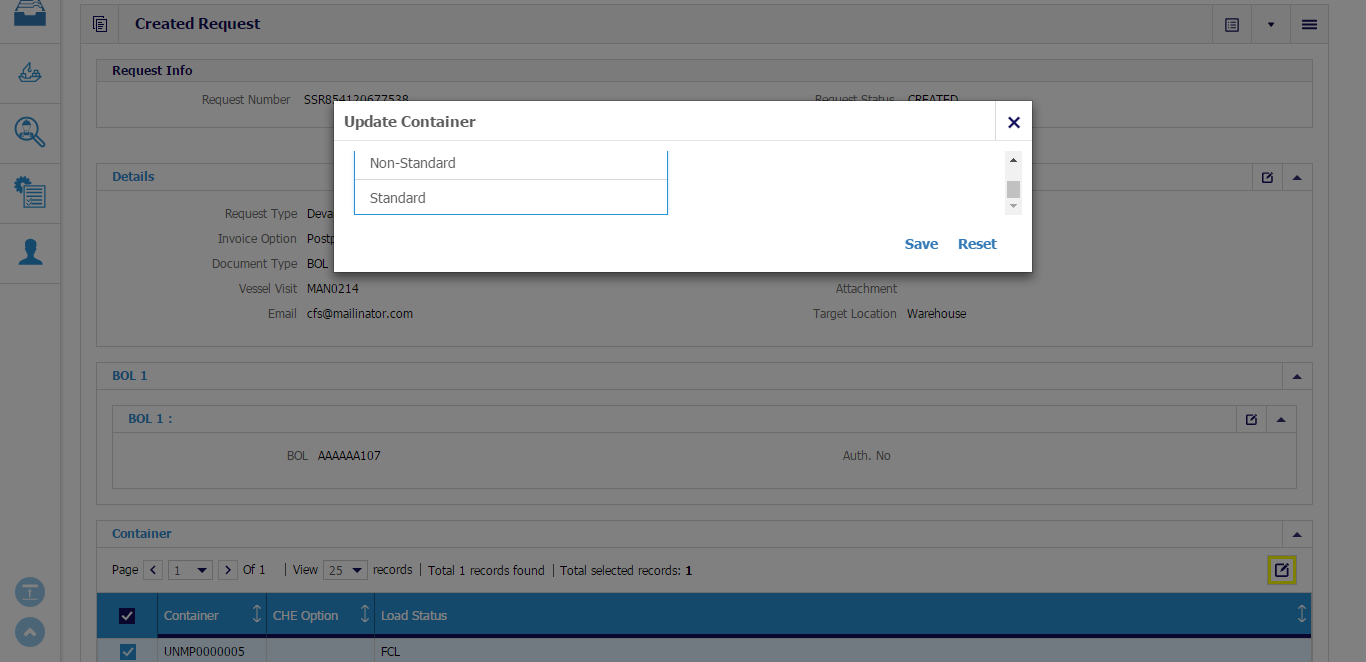 Created Request
Request Info
Request Number SSR854120677538
Request Status CREATED
Update Container
Non-Standard
Standard
Save Reset
Details
Request Type Deva
Invoice Option Postp
Document Type BOL
Vessel Visit MAN0214
Attachment
Email cfs@mailinator.com
Target Location Warehouse
BOL 1
BOL 1 :
BOL AAAAAA107
Auth. No
Container
Page 1 Of 1 | View 25 records | Total 1 records found | Total selected records: 1
Container CHE Option Load Status
UNMP0000005 FCL